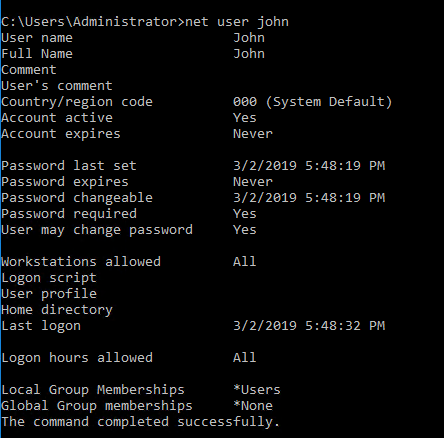 C:\Users\Administrator>net user john
User name                    John
Full Name                    John
Comment
User's comment
Country/region code          000 (System Default)
Account active               Yes
Account expires              Never

Password last set            3/2/2019 5:48:19 PM
Password expires             Never
Password changeable          3/2/2019 5:48:19 PM
Password required            Yes
User may change password     Yes

Workstations allowed         All
Logon script
User profile
Home directory
Last logon                   3/2/2019 5:48:32 PM

Logon hours allowed          All

Local Group Memberships      *Users
Global Group memberships     *None
The command completed successfully.